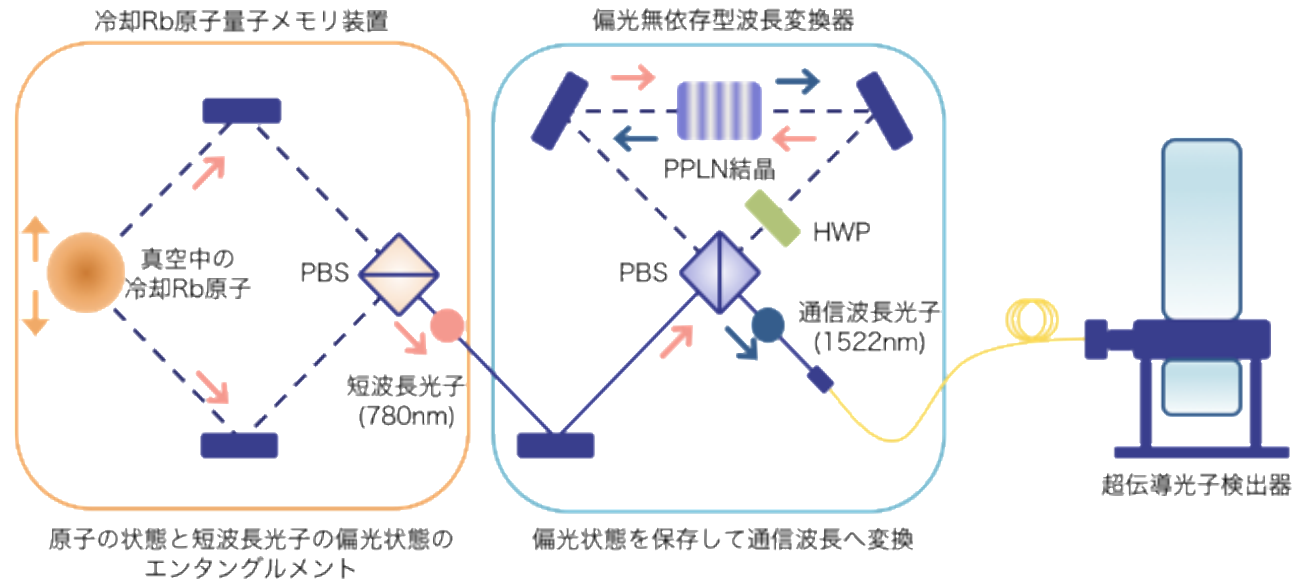 冷却Rb原子量子メモリ装置
偏光無依存型波長変換器
PPLN結晶
HWP
真空中の
冷却Rb原子
PBS
PBS
通信波長光子
(1522nm)
短波長光子
(780nm)
超伝導光子検出器
原子の状態と短波長光子の偏光状態の
エンタングルメント
偏光状態を保存して通信波長へ変換